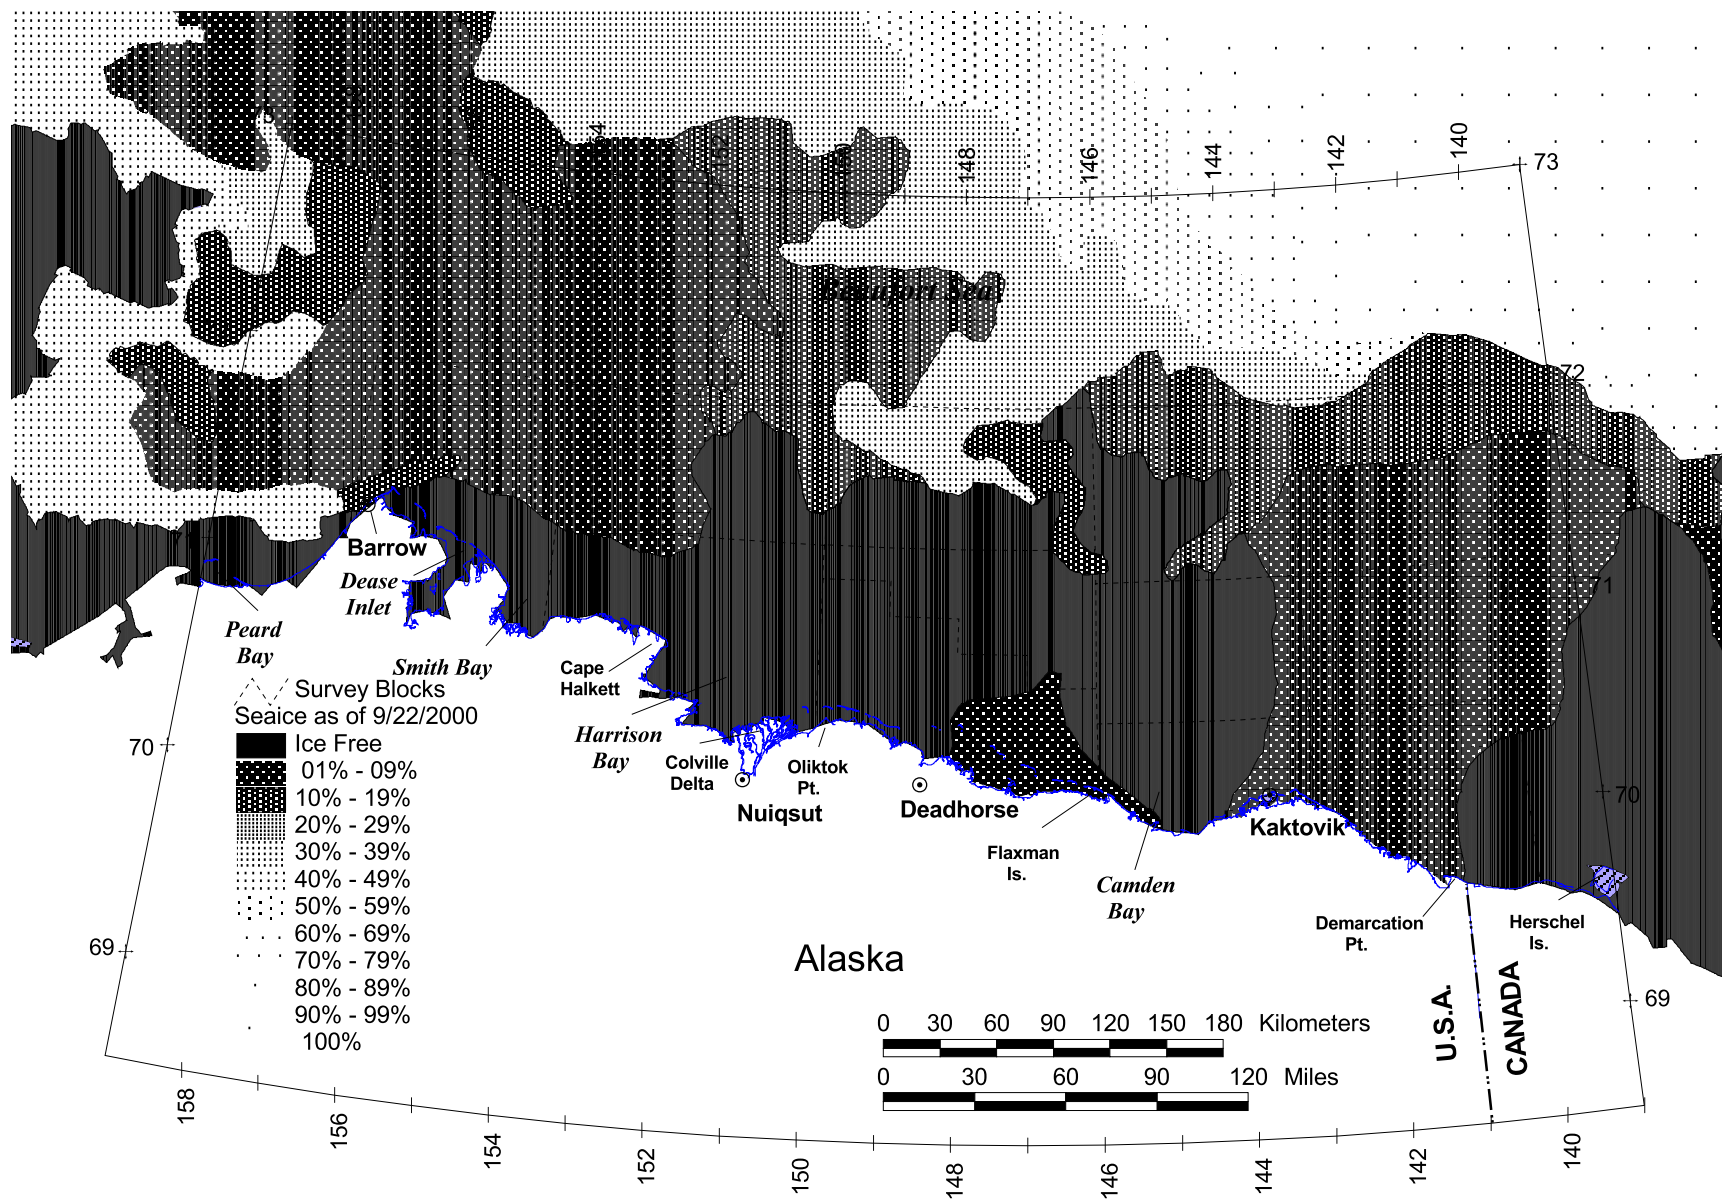 140
142
144
146
148
152
73
Beaufort Sea
72
71
Barrow
Dease
Inlet
Peard
Bay
Smith Bay
Cape
Halkett
Harrison
Bay
Colville
Delta
Oliktok
Pt.
Nuiqsut
Deadhorse
Flaxman
Is.
Camden
Bay
Kaktovik
Demarcation
Pt.
Herschel
Is.
70
70
69
69
Survey Blocks
Seaice as of 9/22/2000
Ice Free
01% - 09%
10% - 19%
20% - 29%
30% - 39%
40% - 49%
50% - 59%
60% - 69%
70% - 79%
80% - 89%
90% - 99%
100%
Alaska
U.S.A.
CANADA
0 30 60 90 120 150 180 Kilometers
0 30 60 90 120 Miles
158
156
154
152
150
148
146
144
142
140